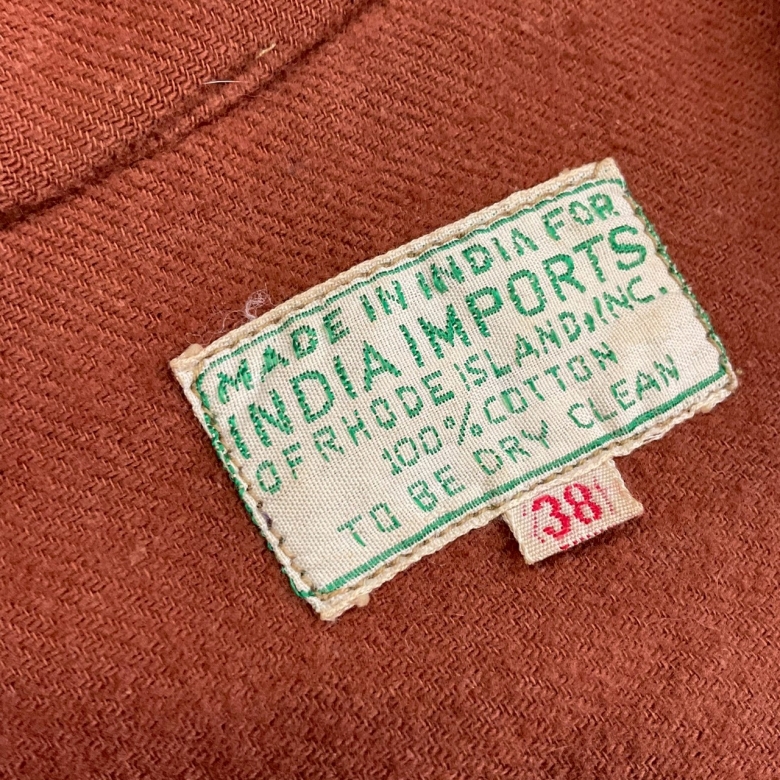 MADE IN INDIA FOR
INDIA IMPORTS
OF RHODE ISLAND, INC.
100% COTTON
TO BE DRY CLEAN
38